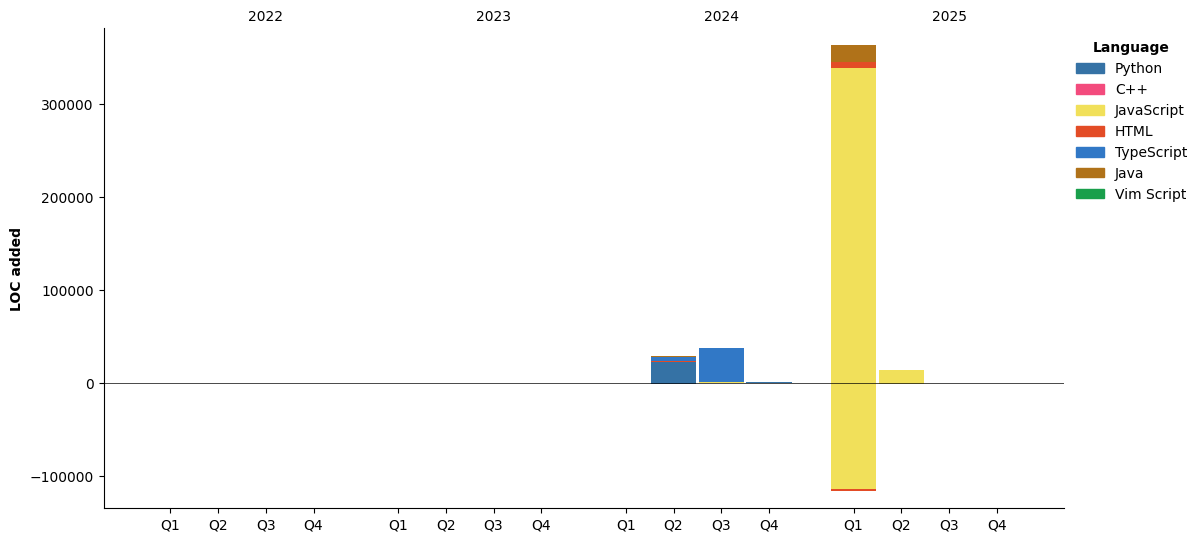 2022 2023 2024 2025
Language
Python
C++
JavaScript
HTML
TypeScript
Java
Vim Script
LOC added
300000
200000
100000
0
−100000
Q1 Q2 Q3 Q4 Q1 Q2 Q3 Q4 Q1 Q2 Q3 Q4 Q1 Q2 Q3 Q4